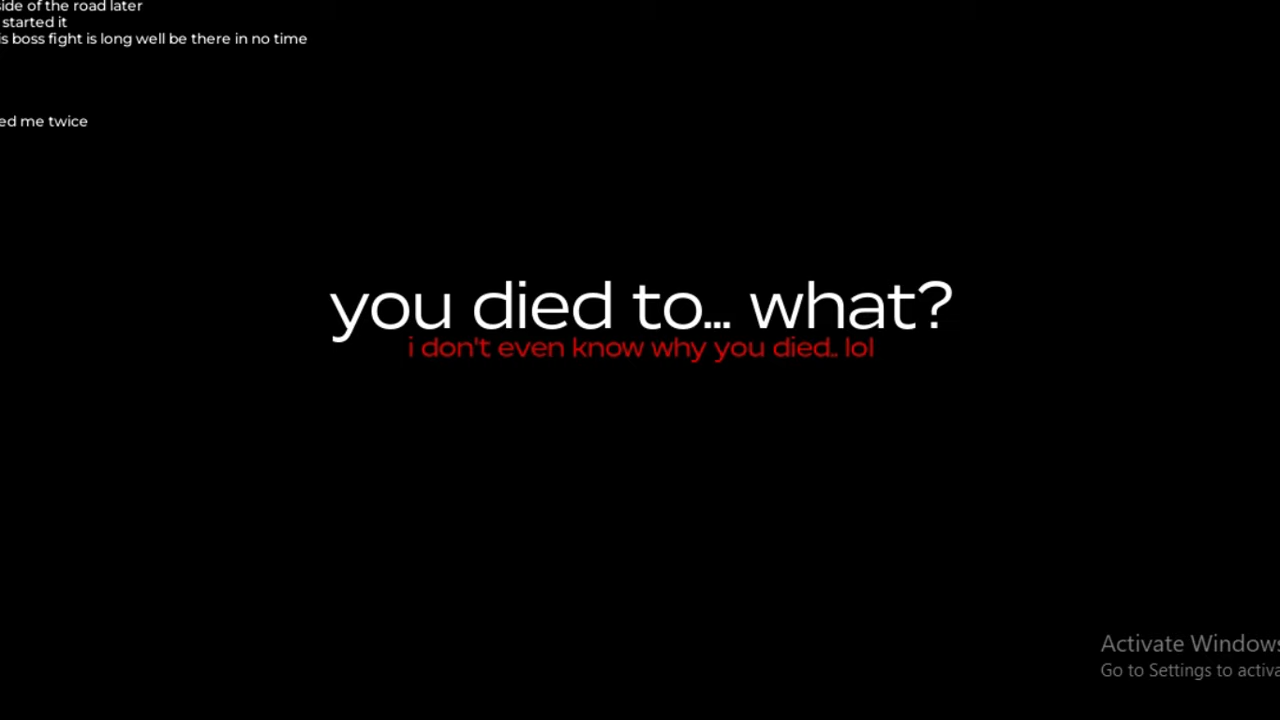 side of the road later
started it
is boss fight is long well be there in no time
ed me twice
you died to... what?
i don't even know why you died.. lol
Activate Windows
Go to Settings to activa